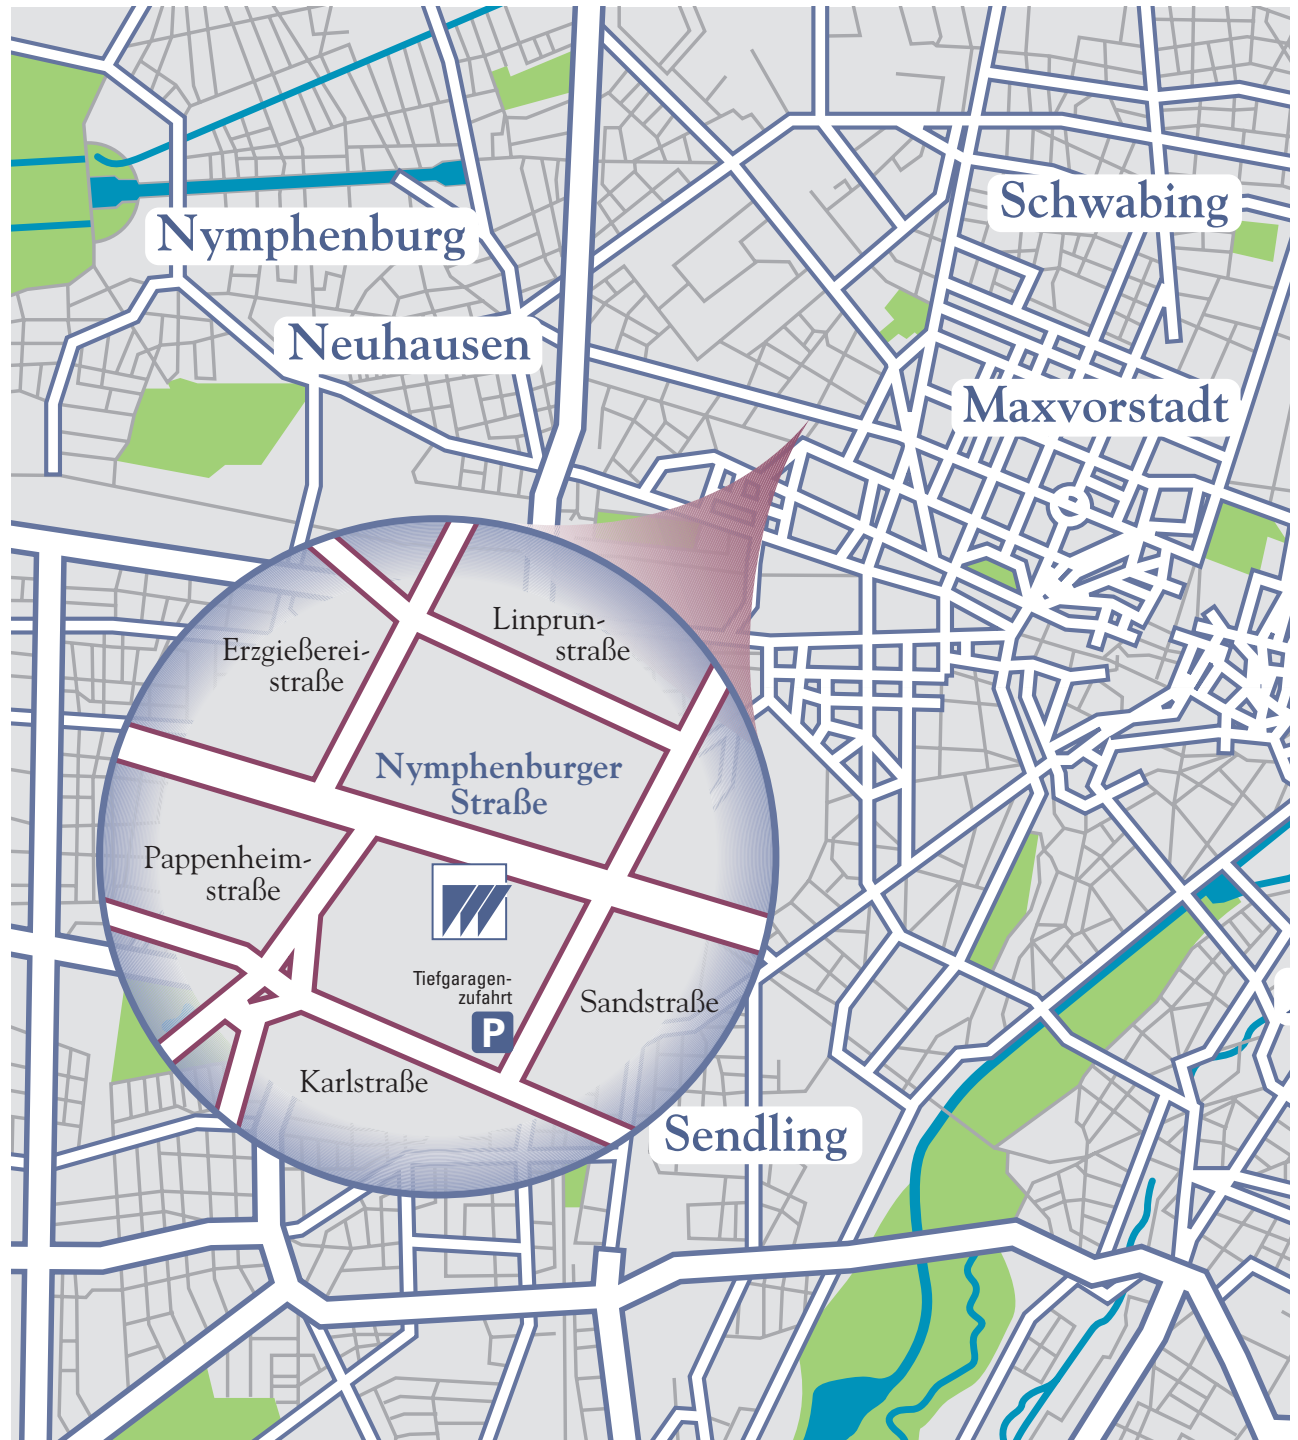 Schwabing
Nymphenburg
Neuhausen
Maxvorstadt
Linprun-
straße
Erzgießerei-
straße
Nymphenburger
Straße
Pappenheim-
straße
Tiefgaragen-
zufahrt
P
Sandstraße
Karlstraße
Sendling